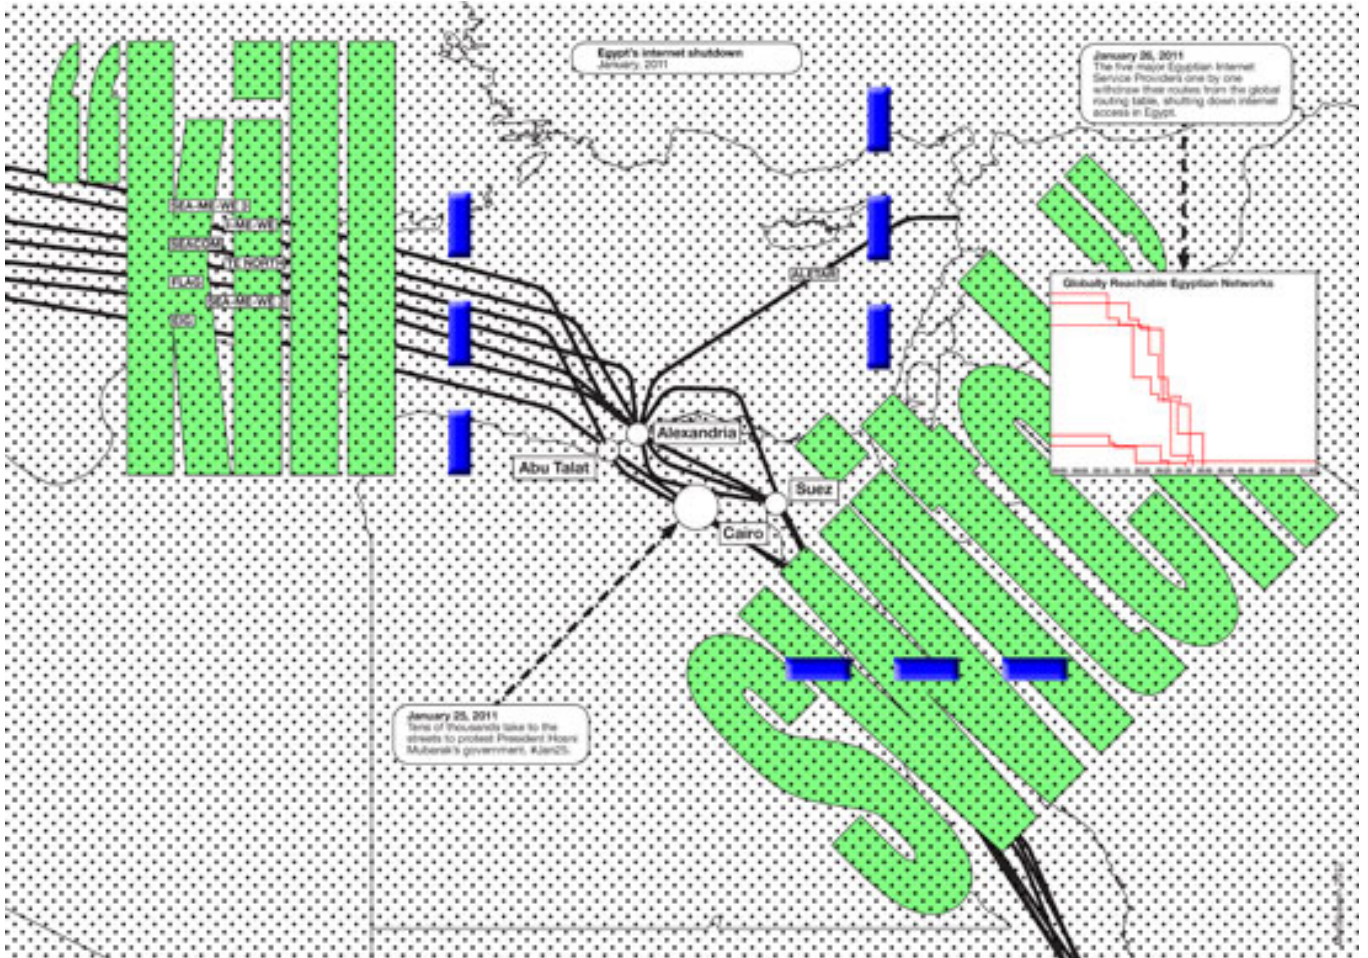 “Kill
Switch”
Egypt's internet shutdown
January, 2011
January 26, 2011
The five major Egyptian Internet
Service Providers one by one
withdraw their routes from the global
routing table, shutting down internet
access in Egypt.
SEA-ME-WE 3
-ME-WE
SEACOM
TE NORTH
FLAG
SEA-ME-WE
EIG
ALETAR
Globally Reachable Egyptian Networks
Alexandria
Abu Talat
Suez
Cairo
January 25, 2011
Tens of thousands take to the
streets to protest President Hosni
Mubarak's government. #Jan25.